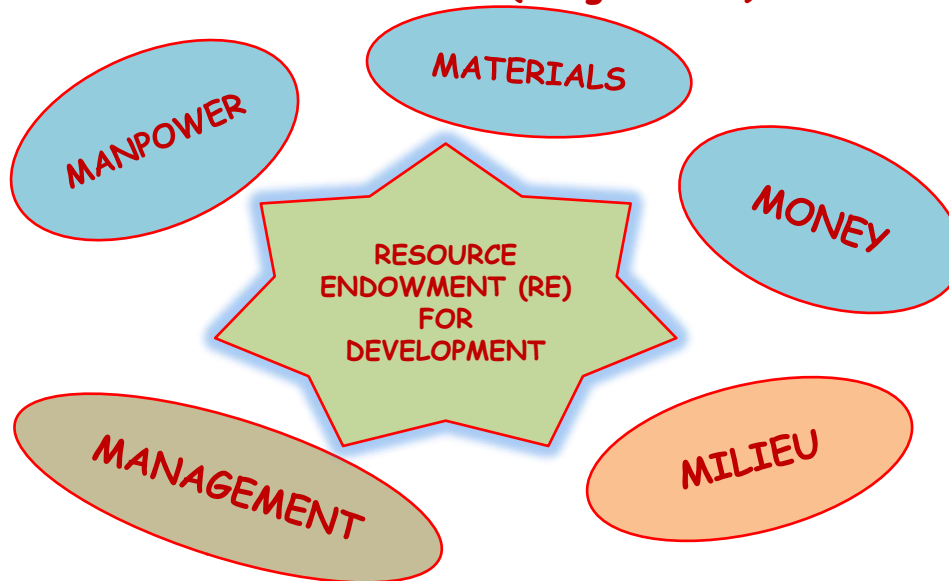 MATERIALS
MANPOWER
MONEY
RESOURCE
ENDOWMENT (RE)
FOR
DEVELOPMENT
MANAGEMENT
MILIEU